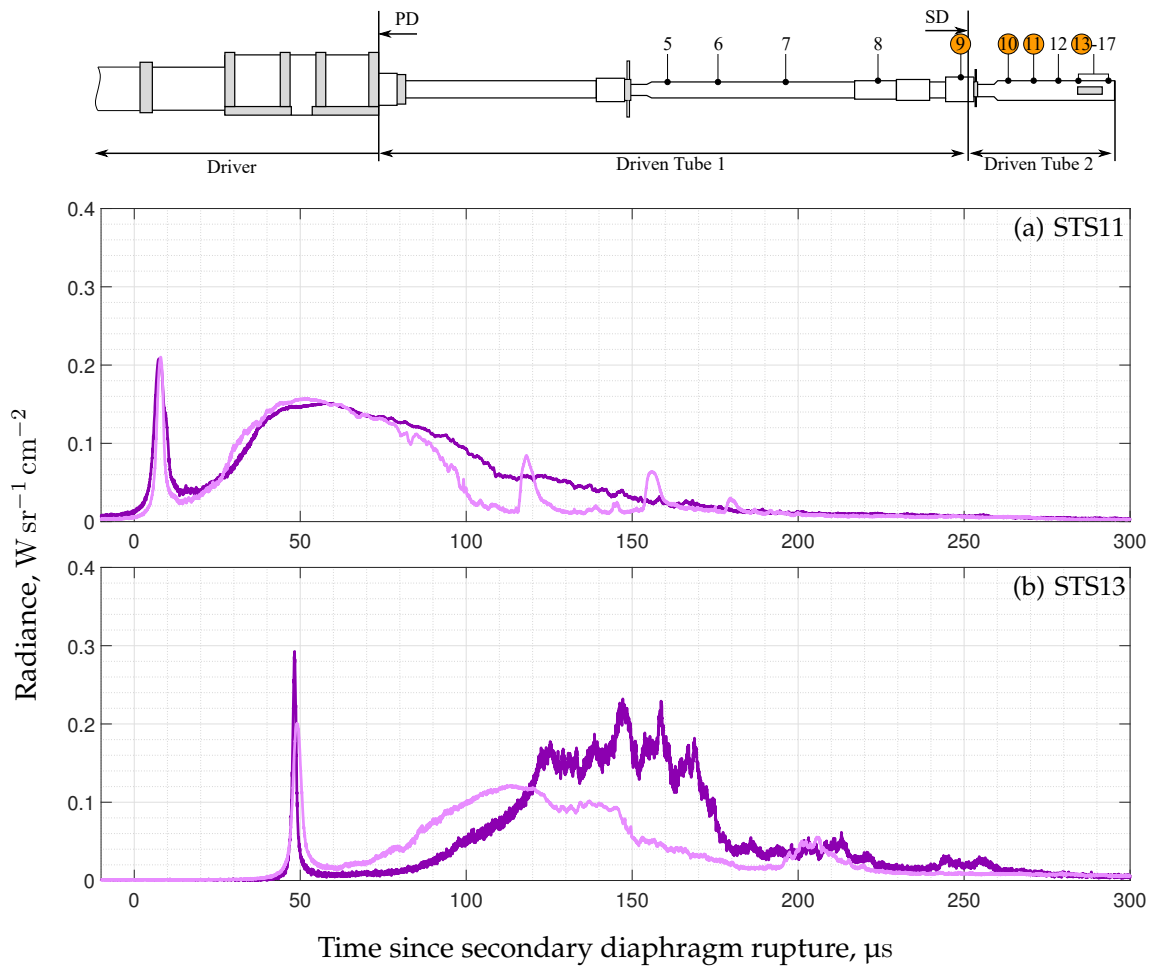 PD
SD
5 6 7 8 9 10 11 12 13-17
Driver
Driven Tube 1
Driven Tube 2
(a) STS11
0.4
0.3
0.2
0.1
0
0 50 100 150 200 250 300
(b) STS13
0.4
0.3
0.2
0.1
0
0 50 100 150 200 250 300
Radiance, W sr⁻¹ cm⁻²
Time since secondary diaphragm rupture, µs